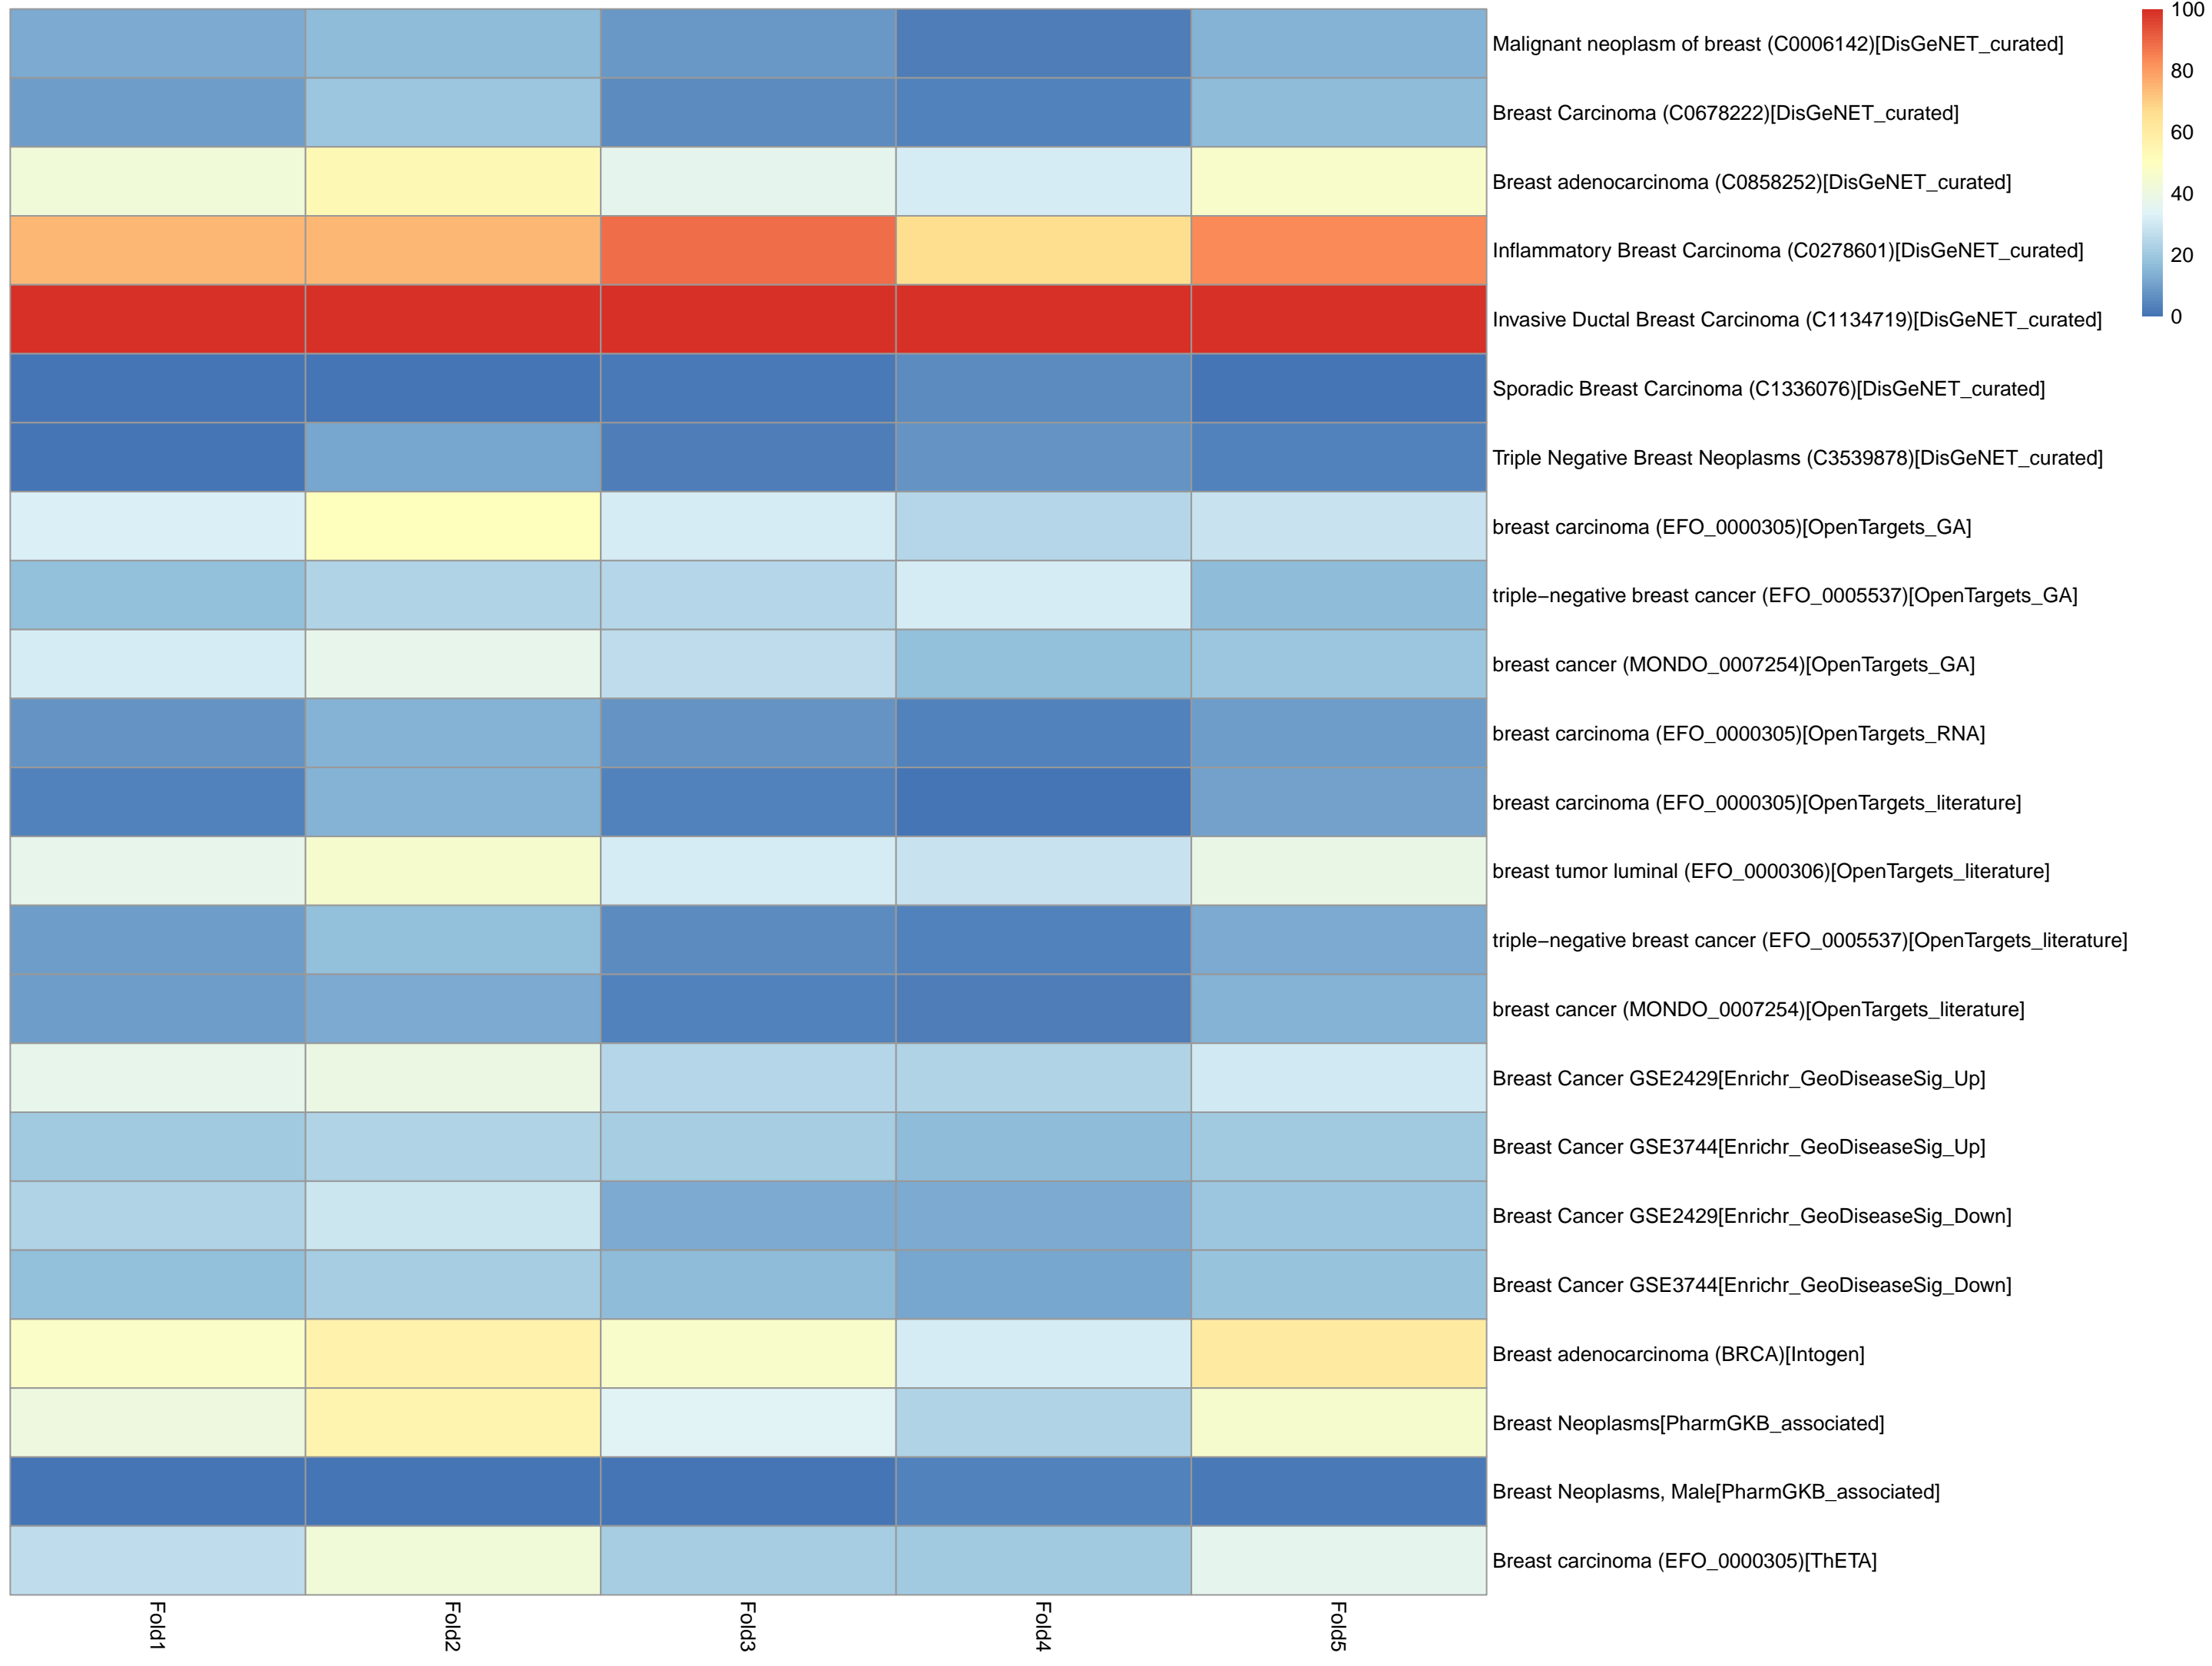 Malignant neoplasm of breast (C0006142)[DisGeNET_curated]
Breast Carcinoma (C0678222)[DisGeNET_curated]
Breast adenocarcinoma (C0858252)[DisGeNET_curated]
Inflammatory Breast Carcinoma (C0278601)[DisGeNET_curated]
Invasive Ductal Breast Carcinoma (C1134719)[DisGeNET_curated]
Sporadic Breast Carcinoma (C1336076)[DisGeNET_curated]
Triple Negative Breast Neoplasms (C3539878)[DisGeNET_curated]
breast carcinoma (EFO_0000305)[OpenTargets_GA]
triple−negative breast cancer (EFO_0005537)[OpenTargets_GA]
breast cancer (MONDO_0007254)[OpenTargets_GA]
breast carcinoma (EFO_0000305)[OpenTargets_RNA]
breast carcinoma (EFO_0000305)[OpenTargets_literature]
breast tumor luminal (EFO_0000306)[OpenTargets_literature]
triple−negative breast cancer (EFO_0005537)[OpenTargets_literature]
breast cancer (MONDO_0007254)[OpenTargets_literature]
Breast Cancer GSE2429[Enrichr_GeoDiseaseSig_Up]
Breast Cancer GSE3744[Enrichr_GeoDiseaseSig_Up]
Breast Cancer GSE2429[Enrichr_GeoDiseaseSig_Down]
Breast Cancer GSE3744[Enrichr_GeoDiseaseSig_Down]
Breast adenocarcinoma (BRCA)[Intogen]
Breast Neoplasms[PharmGKB_associated]
Breast Neoplasms, Male[PharmGKB_associated]
Breast carcinoma (EFO_0000305)[ThETA]
Fold1
Fold2
Fold3
Fold4
Fold5
100
80
60
40
20
0